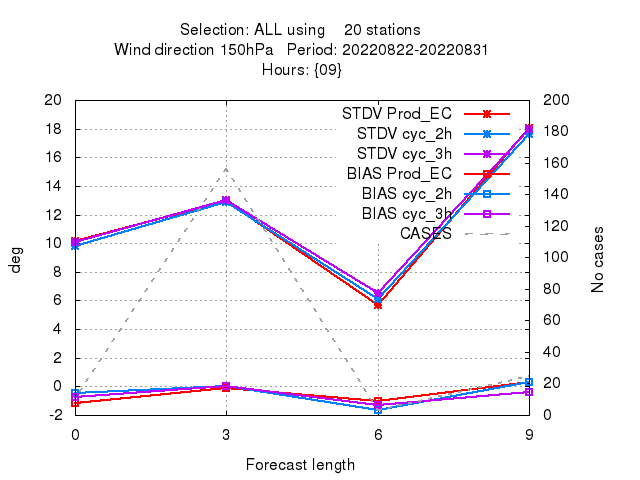 Selection: ALL using 20 stations
Wind direction 150hPa Period: 20220822-20220831
Hours: {09}
20
18
16
14
12
10
8
6
4
2
0
-2
200
180
160
140
120
100
80
60
40
20
0
STDV Prod_EC
STDV cyc_2h
STDV cyc_3h
BIAS Prod_EC
BIAS cyc_2h
BIAS cyc_3h
CASES
deg
No cases
0 3 6 9
Forecast length